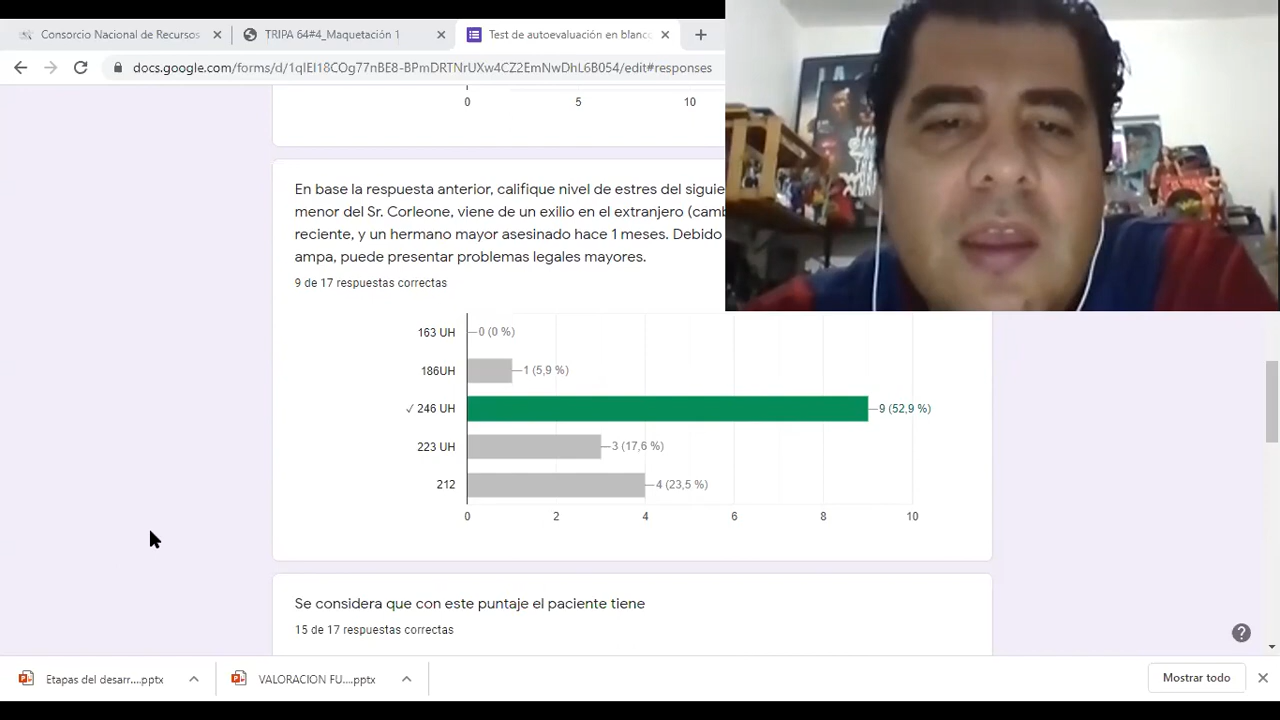 Consorcio Nacional de Recursos
TRIPA 64#4_Maquetación 1
Test de autoevaluación en blanco
docs.google.com/forms/d/1qIEI18COg77nBE8-BPmDRTNrUXw4CZ2EmNwDhL6B054/edit#responses
0 5 10
En base la respuesta anterior, califique nivel de estres del siguie
menor del Sr. Corleone, viene de un exilio en el extranjero (camb
reciente, y un hermano mayor asesinado hace 1 meses. Debido
ampa, puede presentar problemas legales mayores.
9 de 17 respuestas correctas
163 UH 0 (0 %)
186UH 1 (5,9 %)
✓ 246 UH 9 (52,9 %)
223 UH 3 (17,6 %)
212 4 (23,5 %)
0 2 4 6 8 10
Se considera que con este puntaje el paciente tiene
15 de 17 respuestas correctas
Etapas del desarr....pptx
VALORACION FU....pptx
Mostrar todo